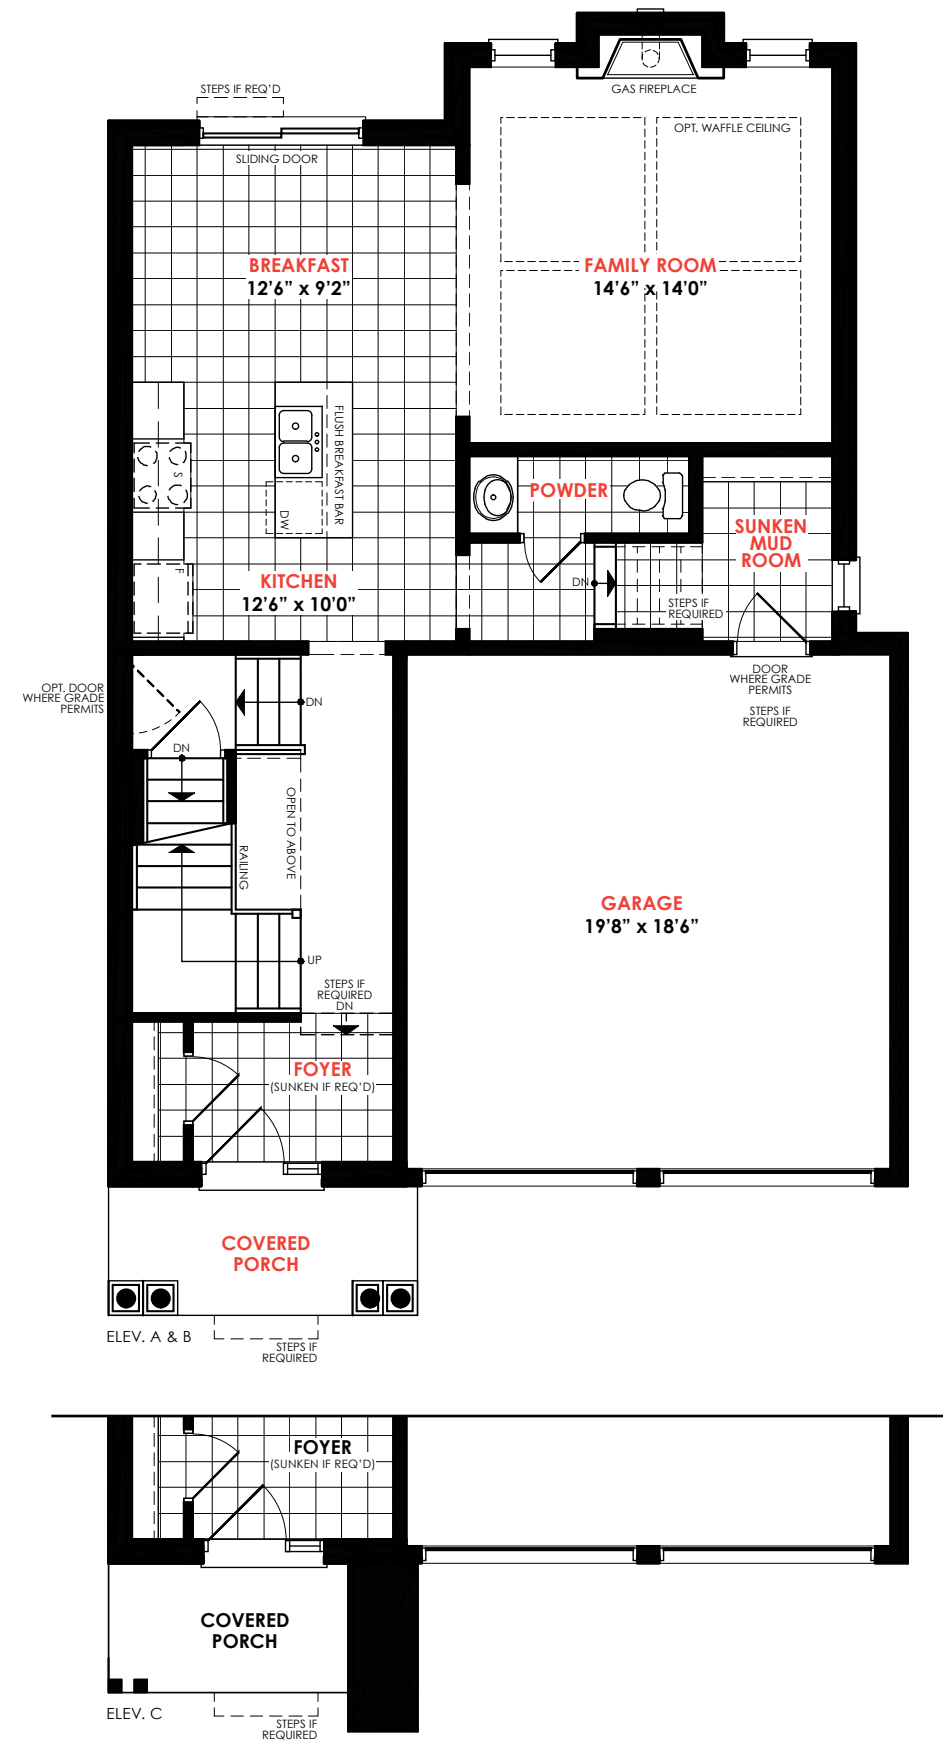 STEPS IF REQ'D
SLIDING DOOR
GAS FIREPLACE
OPT. WAFFLE CEILING
BREAKFAST
12'6" x 9'2"
FAMILY ROOM
14'6" x 14'0"
FLUSH BREAKFAST BAR
S
DW
F
POWDER
SUNKEN
MUD
ROOM
KITCHEN
12'6" x 10'0"
DN
STEPS IF
REQUIRED
DOOR
WHERE GRADE
PERMITS
STEPS IF
REQUIRED
OPT. DOOR
WHERE GRADE
PERMITS
DN
DN
OPEN TO ABOVE
RAILING
GARAGE
19'8" x 18'6"
UP
STEPS IF
REQUIRED
DN
FOYER
(SUNKEN IF REQ'D)
COVERED
PORCH
ELEV. A & B
STEPS IF
REQUIRED
FOYER
(SUNKEN IF REQ'D)
COVERED
PORCH
ELEV. C
STEPS IF
REQUIRED